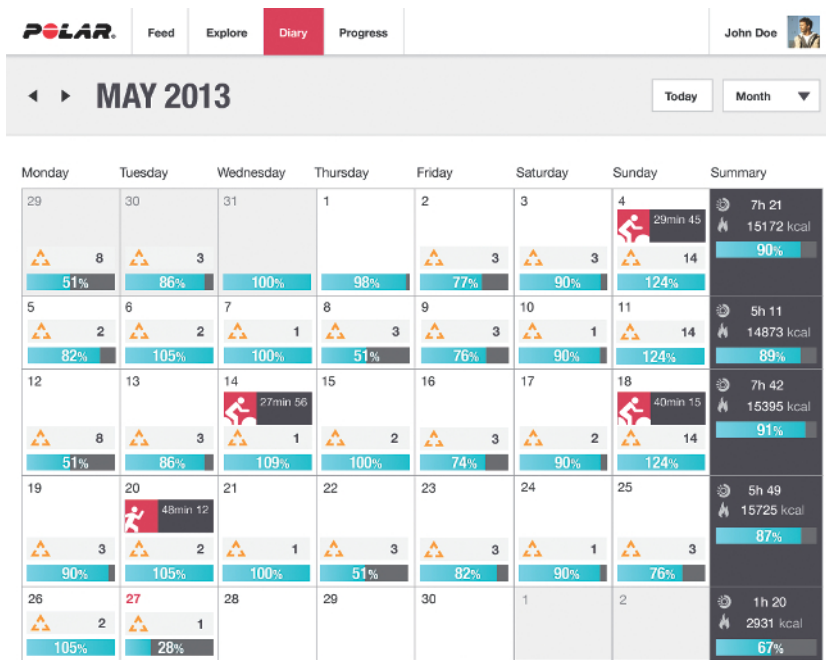 POLAR. Feed Explore Diary Progress John Doe
MAY 2013 Today Month
Monday Tuesday Wednesday Thursday Friday Saturday Sunday Summary
29 30 31 1 2 3 4 7h 21
29min 45
15172 kcal
8 3 3 3 14 90%
51% 86% 100% 98% 77% 90% 124%
5 6 7 8 9 10 11 5h 11
2 2 1 3 3 1 14 14873 kcal
82% 105% 100% 51% 76% 90% 124% 89%
12 13 14 15 16 17 18 7h 42
27min 56 40min 15 15395 kcal
91%
8 3 1 2 3 2 14
51% 86% 109% 100% 74% 90% 124%
19 20 21 22 23 24 25 5h 49
48min 12 15725 kcal
87%
3 2 1 3 3 1 3
90% 105% 100% 51% 82% 90% 76%
26 27 28 29 30 1 2 1h 20
2 1 2931 kcal
105% 28% 67%